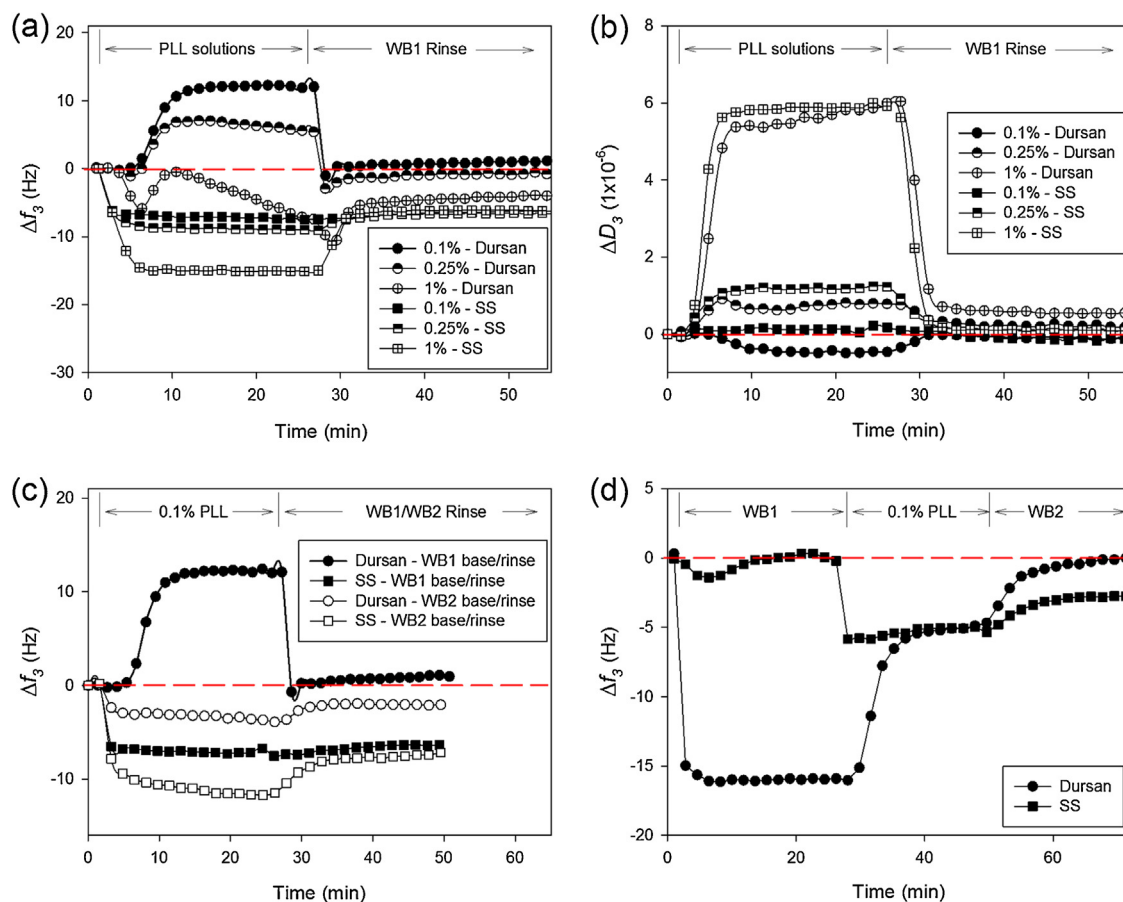 (a)
PLL solutions
WB1 Rinse
20
10
0
-10
-20
-30
Δf3 (Hz)
0.1% - Dursan
0.25% - Dursan
1% - Dursan
0.1% - SS
0.25% - SS
1% - SS
0 10 20 30 40 50
Time (min)
(b)
PLL solutions
WB1 Rinse
8
6
4
2
0
ΔD3 (1x10-6)
0.1% - Dursan
0.25% - Dursan
1% - Dursan
0.1% - SS
0.25% - SS
1% - SS
0 10 20 30 40 50
Time (min)
(c)
0.1% PLL
WB1/WB2 Rinse
20
10
0
-10
Δf3 (Hz)
Dursan - WB1 base/rinse
SS - WB1 base/rinse
Dursan - WB2 base/rinse
SS - WB2 base/rinse
0 10 20 30 40 50 60
Time (min)
(d)
WB1
0.1% PLL
WB2
5
0
-5
-10
-15
-20
Δf3 (Hz)
Dursan
SS
0 20 40 60
Time (min)